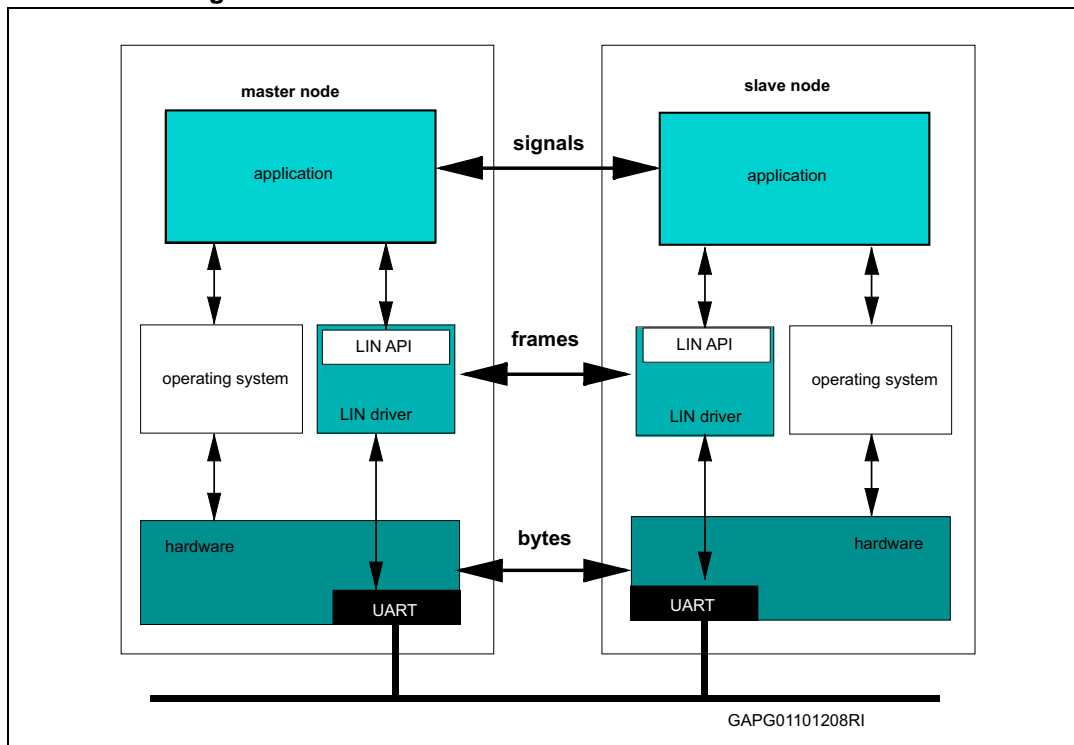 master node
slave node
application
signals
application
LIN API
frames
LIN API
operating system
operating system
LIN driver
LIN driver
hardware
bytes
hardware
UART
UART
GAPG01101208RI